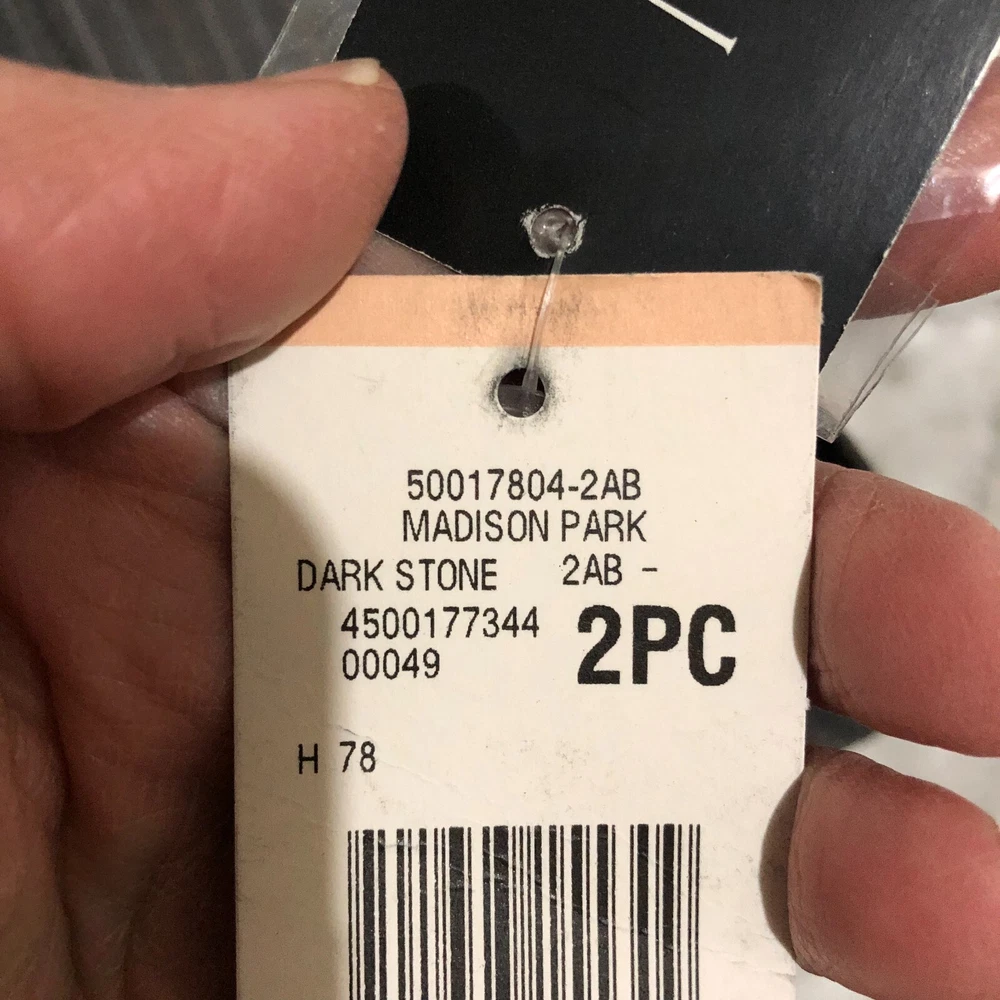 50017804-2AB
MADISON PARK
DARK STONE 2AB -
4500177344 2PC
00049
H 78